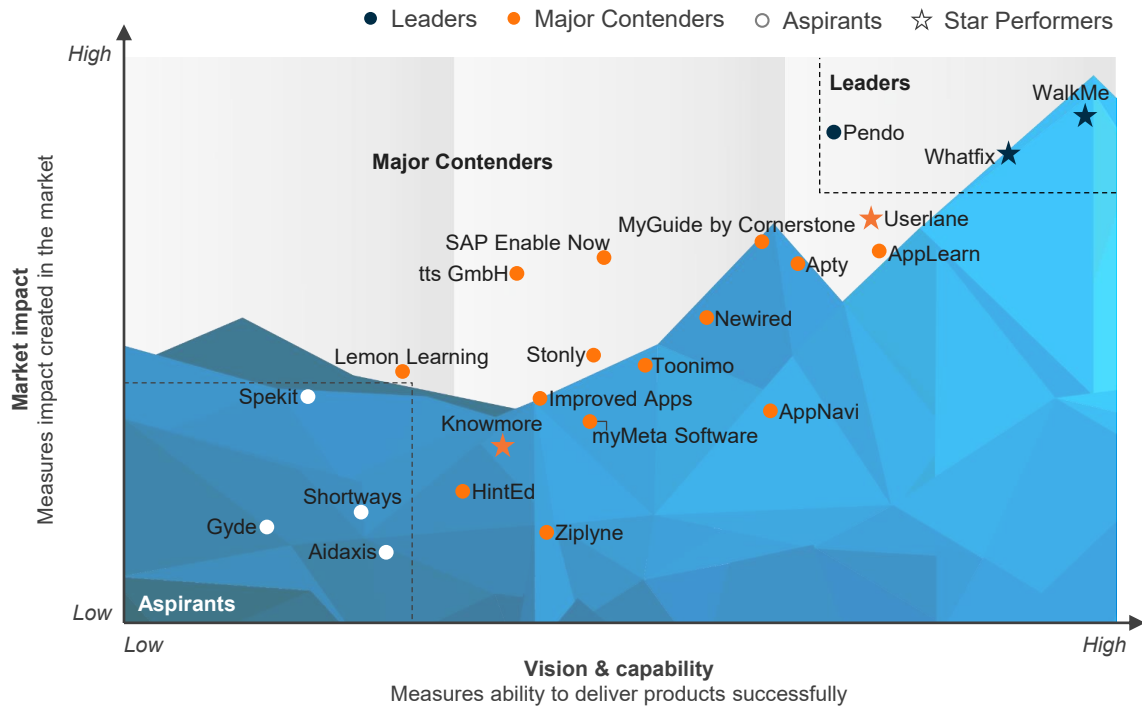 Leaders
Major Contenders
Aspirants
Star Performers
High
Leaders
WalkMe
Pendo
Major Contenders
Whatfix
Userlane
MyGuide by Cornerstone
SAP Enable Now
AppLearn
Apty
tts GmbH
Newired
Lemon Learning
Stonly
Toonimo
Spekit
Improved Apps
AppNavi
Knowmore
myMeta Software
HintEd
Shortways
Gyde
Ziplyne
Aidaxis
Aspirants
Low
Low
High
Vision & capability
Measures ability to deliver products successfully
Market impact
Measures impact created in the market